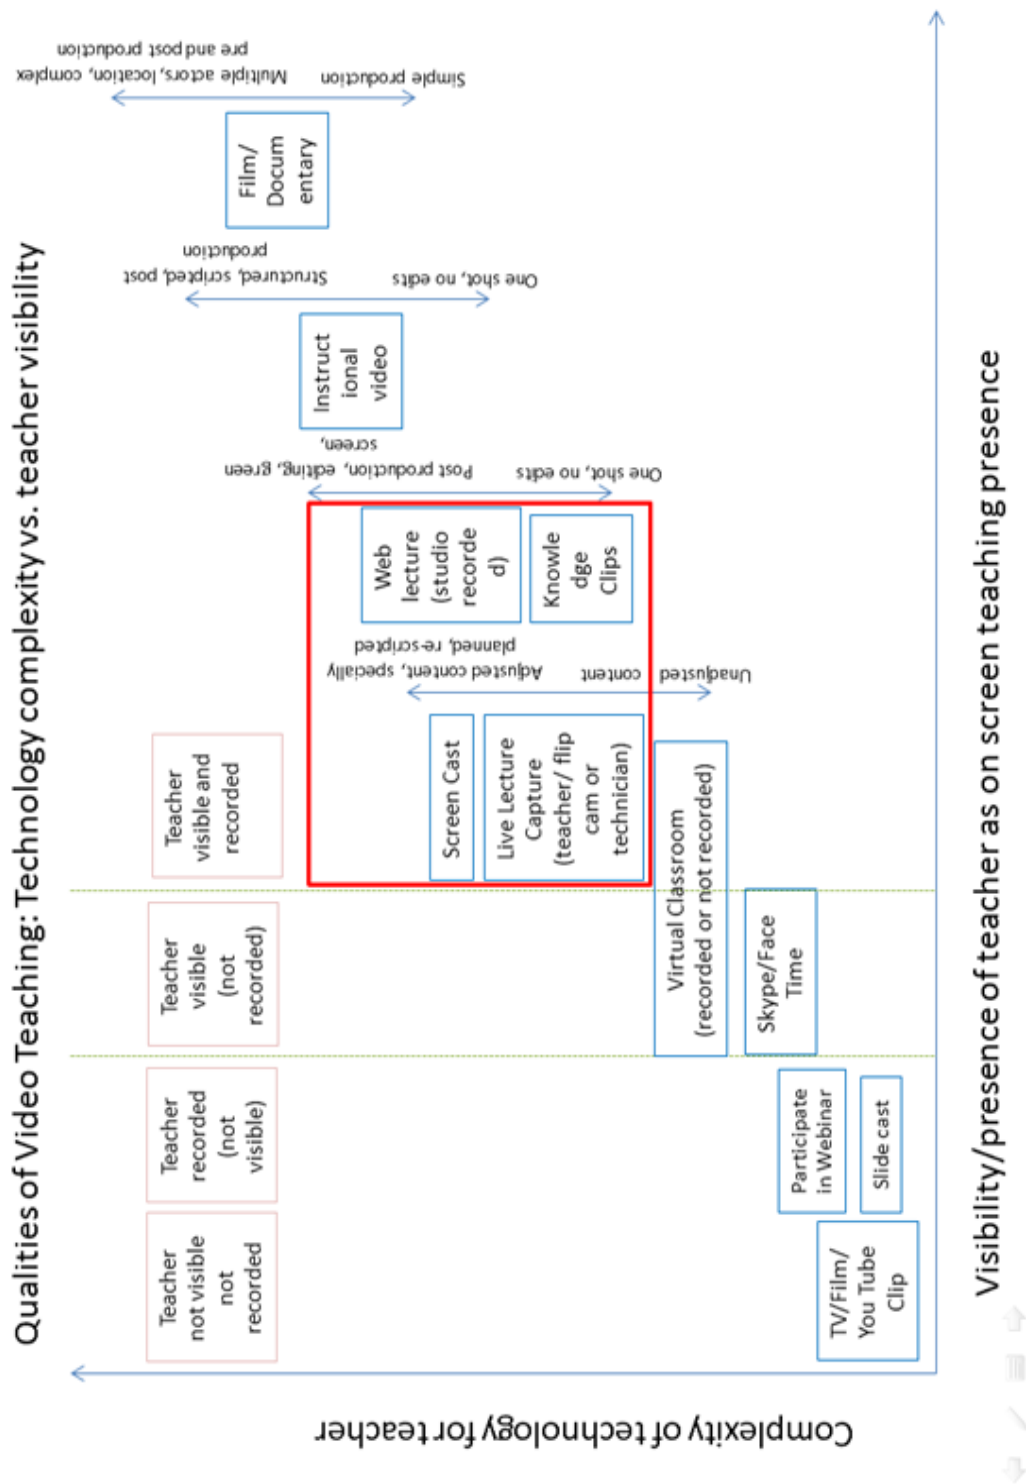 Qualities of Video Teaching: Technology complexity vs. teacher visibility
Complexity of technology for teacher
Teacher
not visible
not
recorded
Teacher
recorded
(not
visible)
Teacher
visible
(not
recorded)
Teacher
visible and
recorded
TV/Film/
You Tube
Clip
Participate
in Webinar
Slide cast
Skype/Face
Time
Virtual Classroom
(recorded or not recorded)
Screen Cast
Live Lecture
Capture
(teacher/ flip
cam or
technician)
Adjusted content, specially
planned, re-scripted
Unadjusted
content
Web
lecture
(studio
recorde
d)
Knowle
dge
Clips
Post production, editing, green
screen,
One shot, no edits
Instruct
ional
video
Structured, scripted, post
production
One shot, no edits
Film/
Docum
entary
Multiple actors, location, complex
pre and post production
Simple production
Visibility/presence of teacher as on screen teaching presence